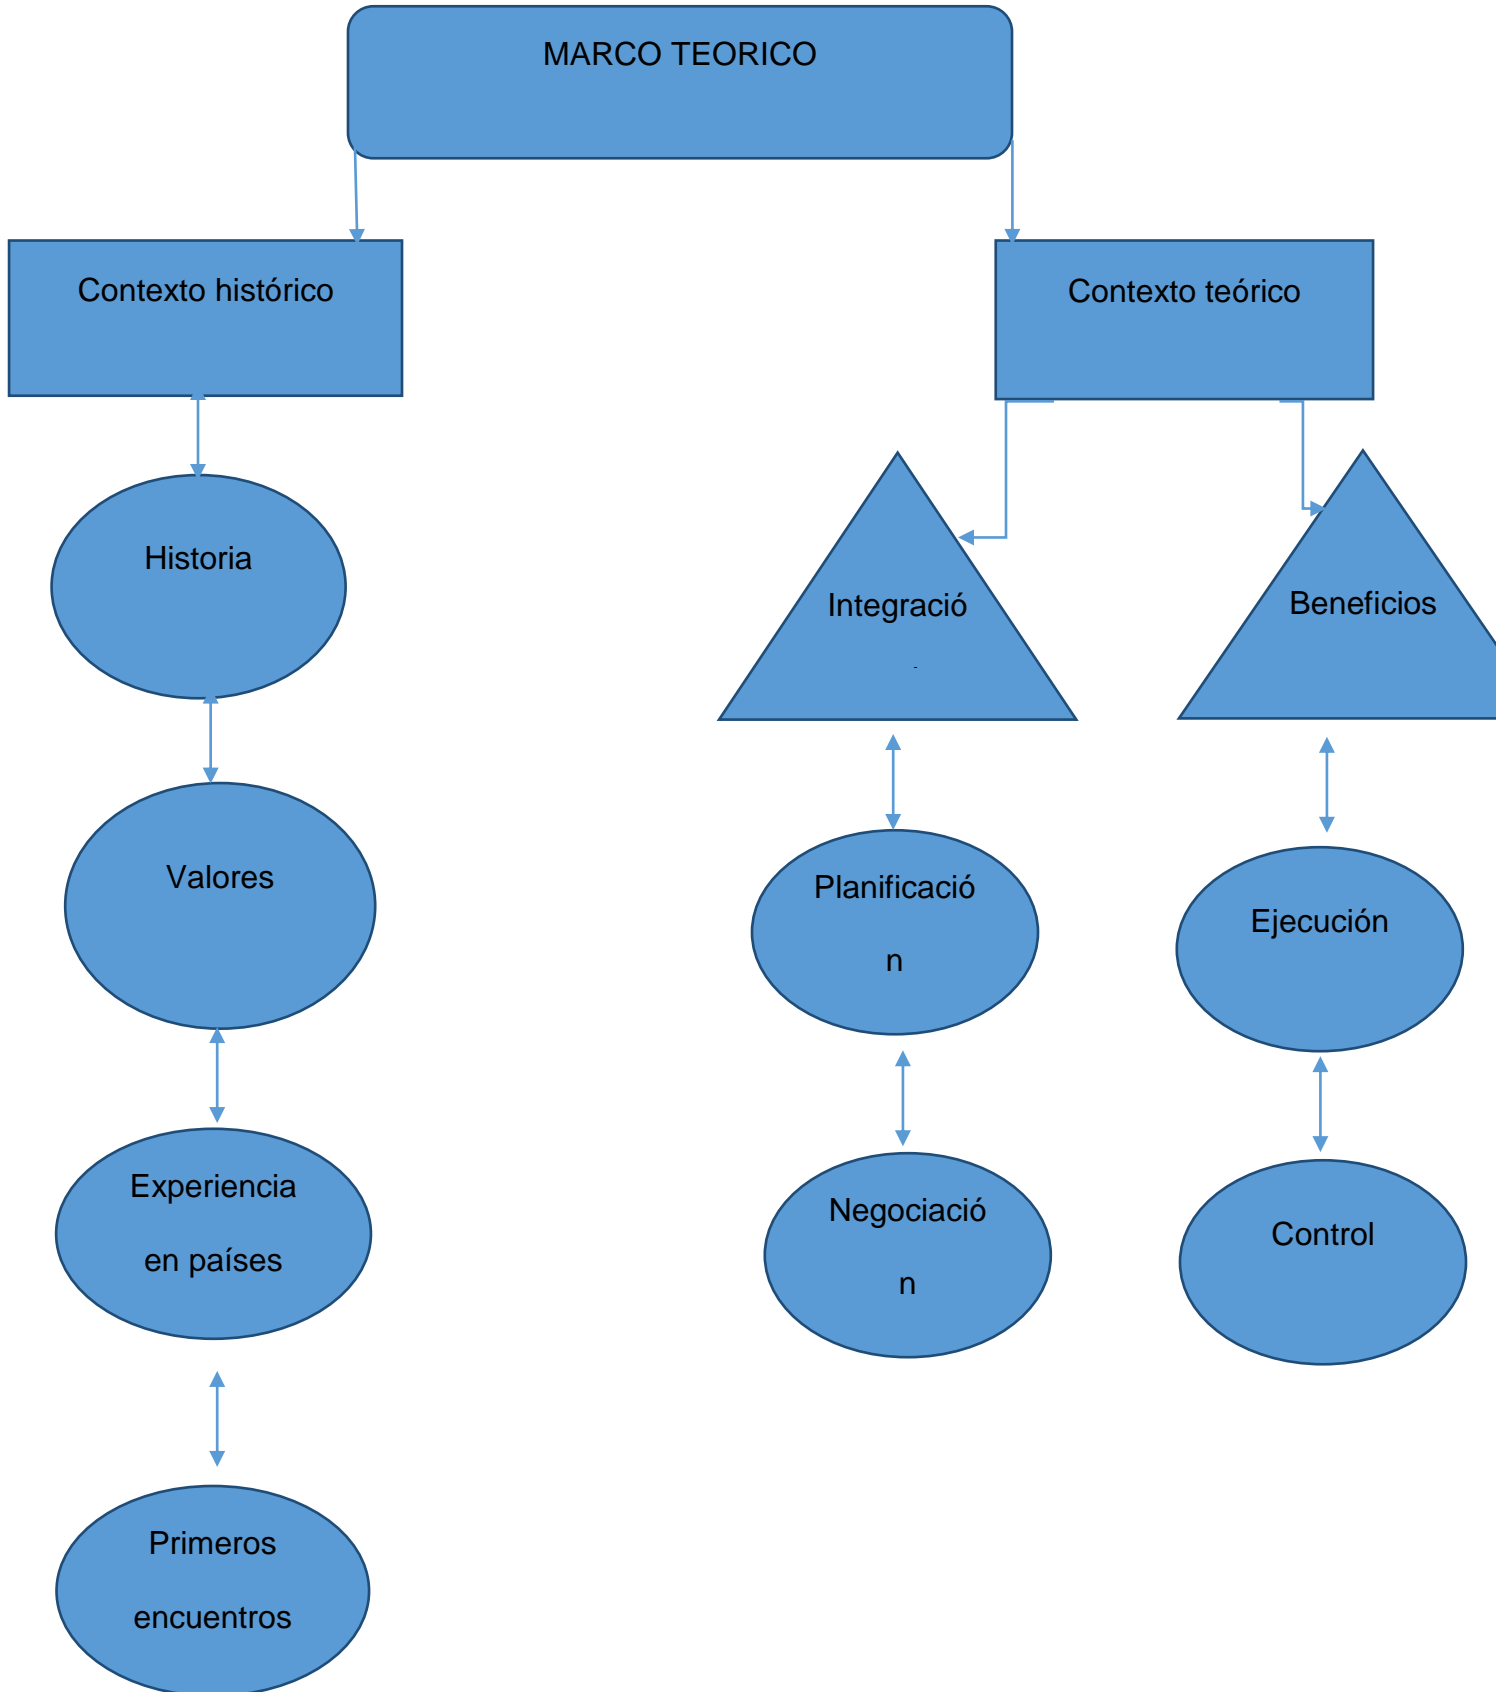 MARCO TEORICO
Contexto histórico
Contexto teórico
Historia
Integració
Beneficios
Valores
Planificació
n
Ejecución
Experiencia
en países
Negociació
n
Control
Primeros
encuentros